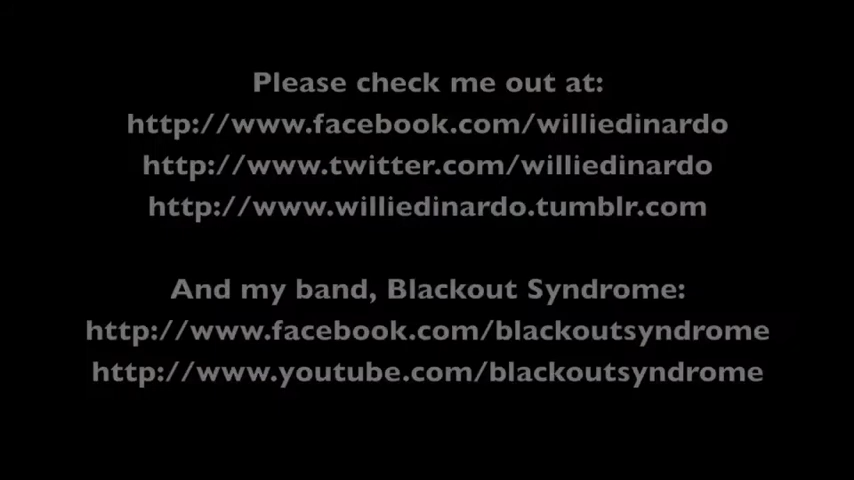 Please check me out at:
http://www.facebook.com/williedinardo
http://www.twitter.com/williedinardo
http://www.williedinardo.tumblr.com
And my band, Blackout Syndrome:
http://www.facebook.com/blackoutsyndrome
http://www.youtube.com/blackoutsyndrome